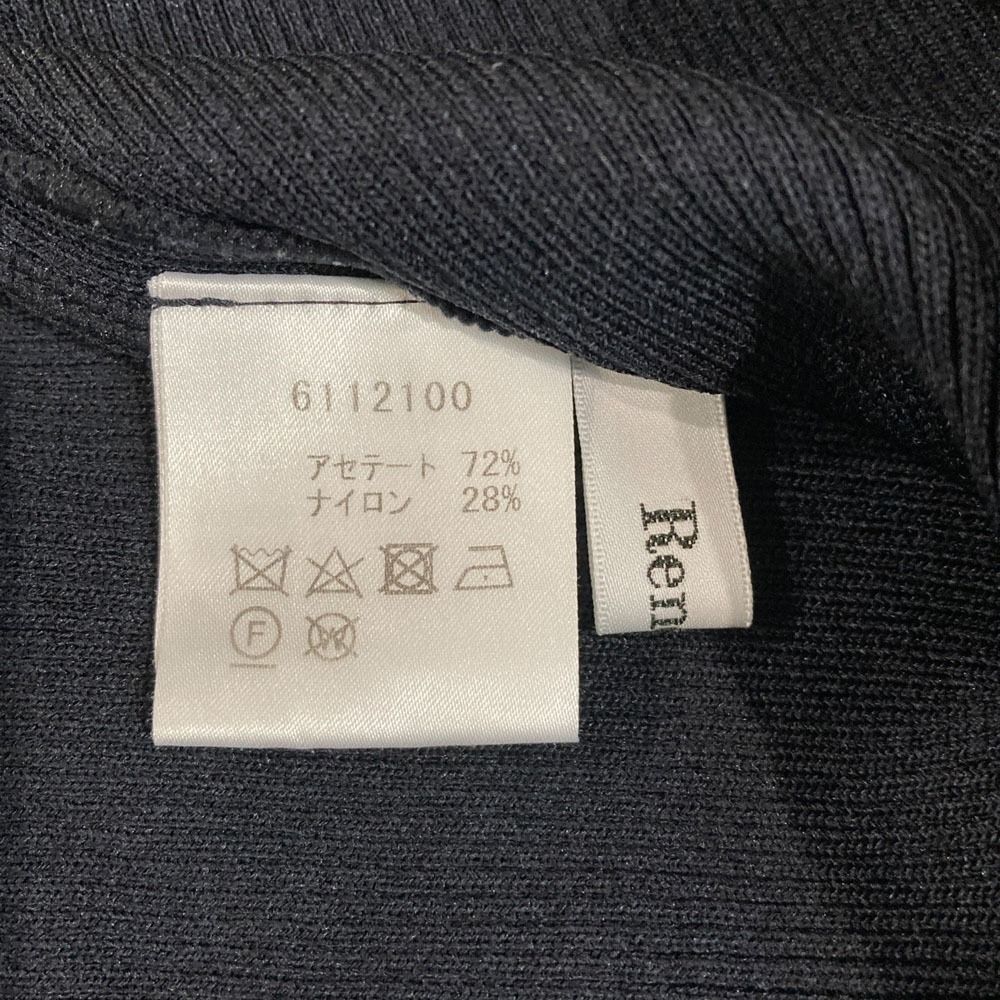 6112100
アセテート 72%
ナイロン 28%
F
W
Ren